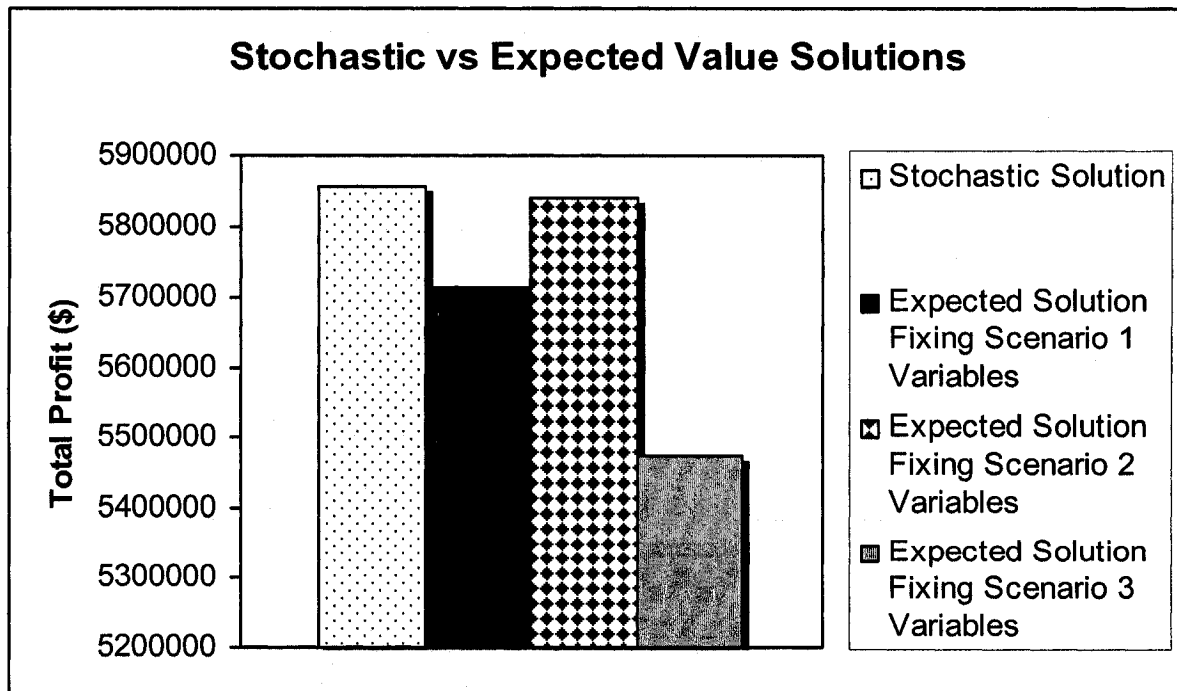 Stochastic vs Expected Value Solutions
Total Profit ($)
5900000
5800000
5700000
5600000
5500000
5400000
5300000
5200000
Stochastic Solution
Expected Solution
Fixing Scenario 1
Variables
Expected Solution
Fixing Scenario 2
Variables
Expected Solution
Fixing Scenario 3
Variables